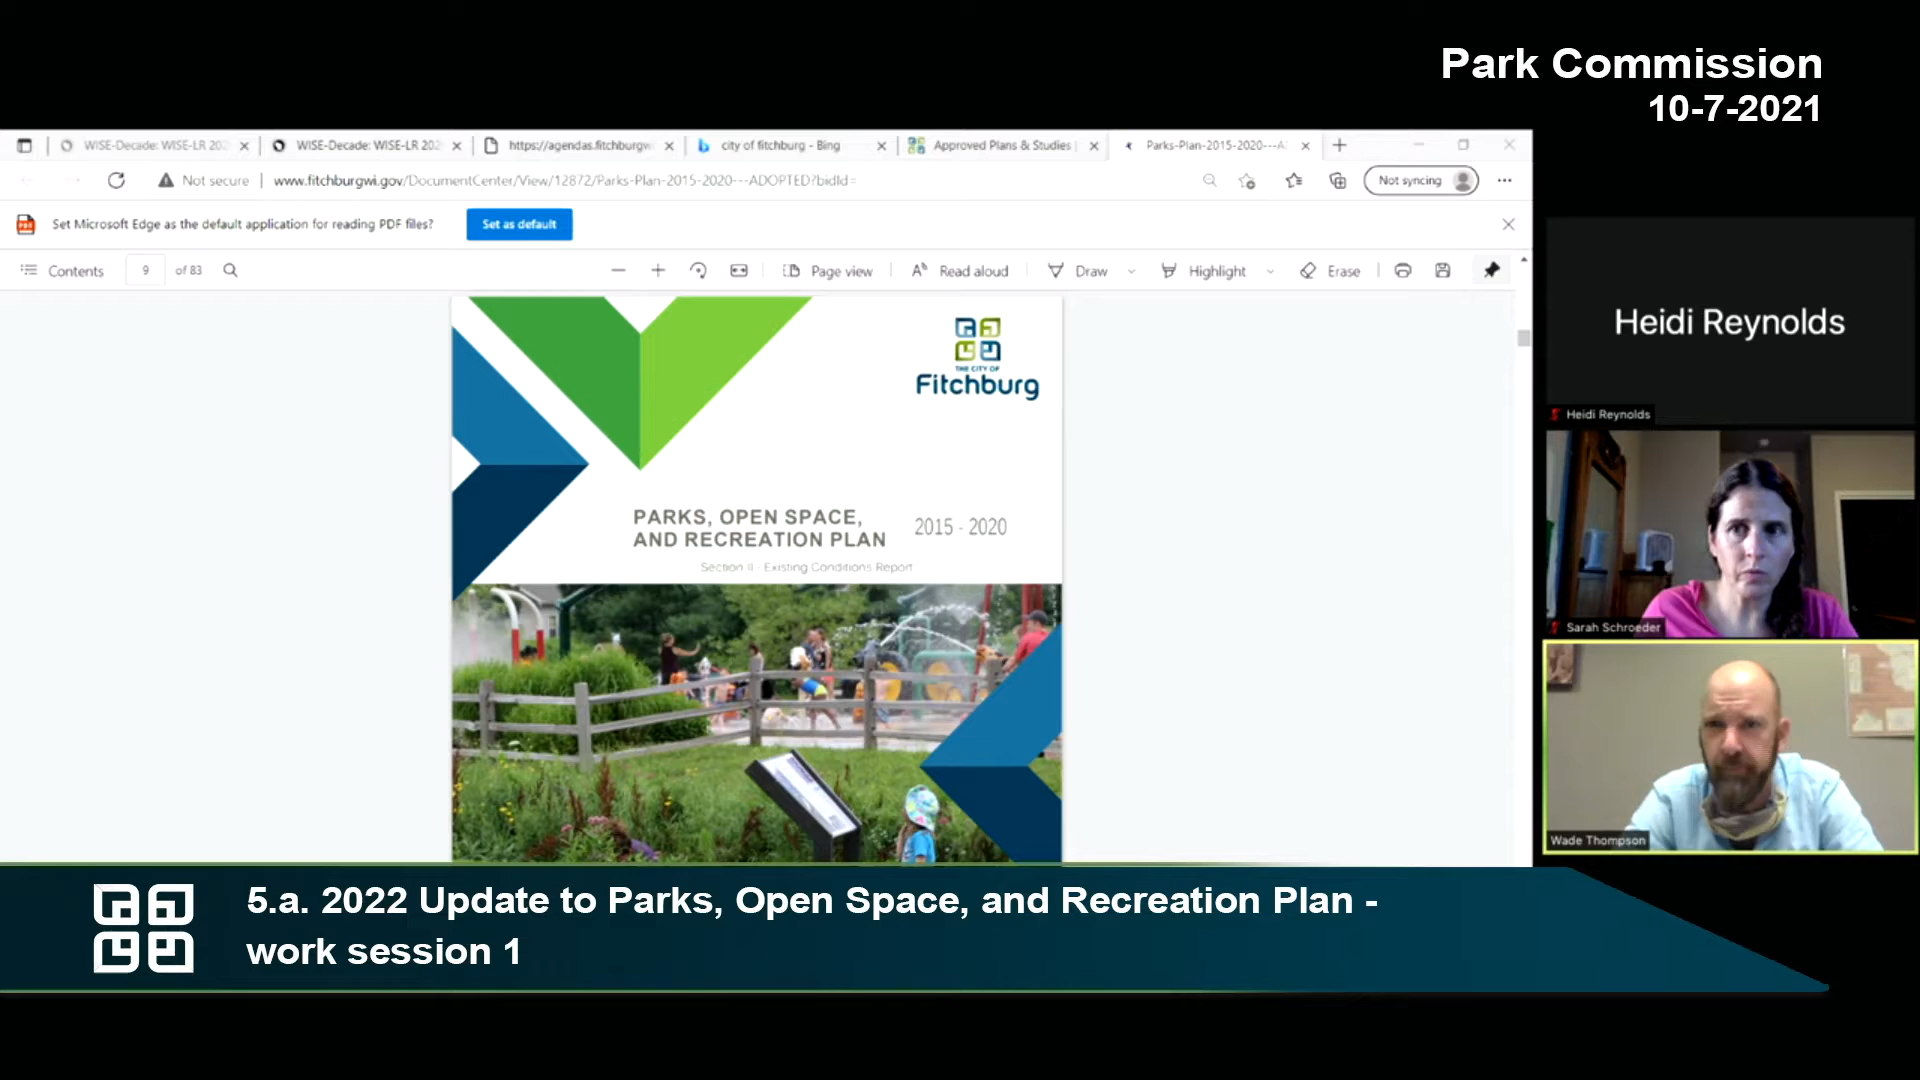 Park Commission
10-7-2021
WISE-Decade: WISE-LR 202
WISE-Decade: WISE-LR 202
https://agendas.fitchburgw
city of fitchburg - Bing
Approved Plans & Studies
Parks-Plan-2015-2020---A
Not secure
www.fitchburgwi.gov/DocumentCenter/View/12872/Parks-Plan-2015-2020---ADOPTED?bidId=
Not syncing
Set Microsoft Edge as the default application for reading PDF files?
Set as default
Contents
9
of 83
Page view
Read aloud
Draw
Highlight
Erase
THE CITY OF
Fitchburg
PARKS, OPEN SPACE,
AND RECREATION PLAN
2015 - 2020
Section II - Existing Conditions Report
Heidi Reynolds
Heidi Reynolds
Sarah Schroeder
Wade Thompson
5.a. 2022 Update to Parks, Open Space, and Recreation Plan -
work session 1